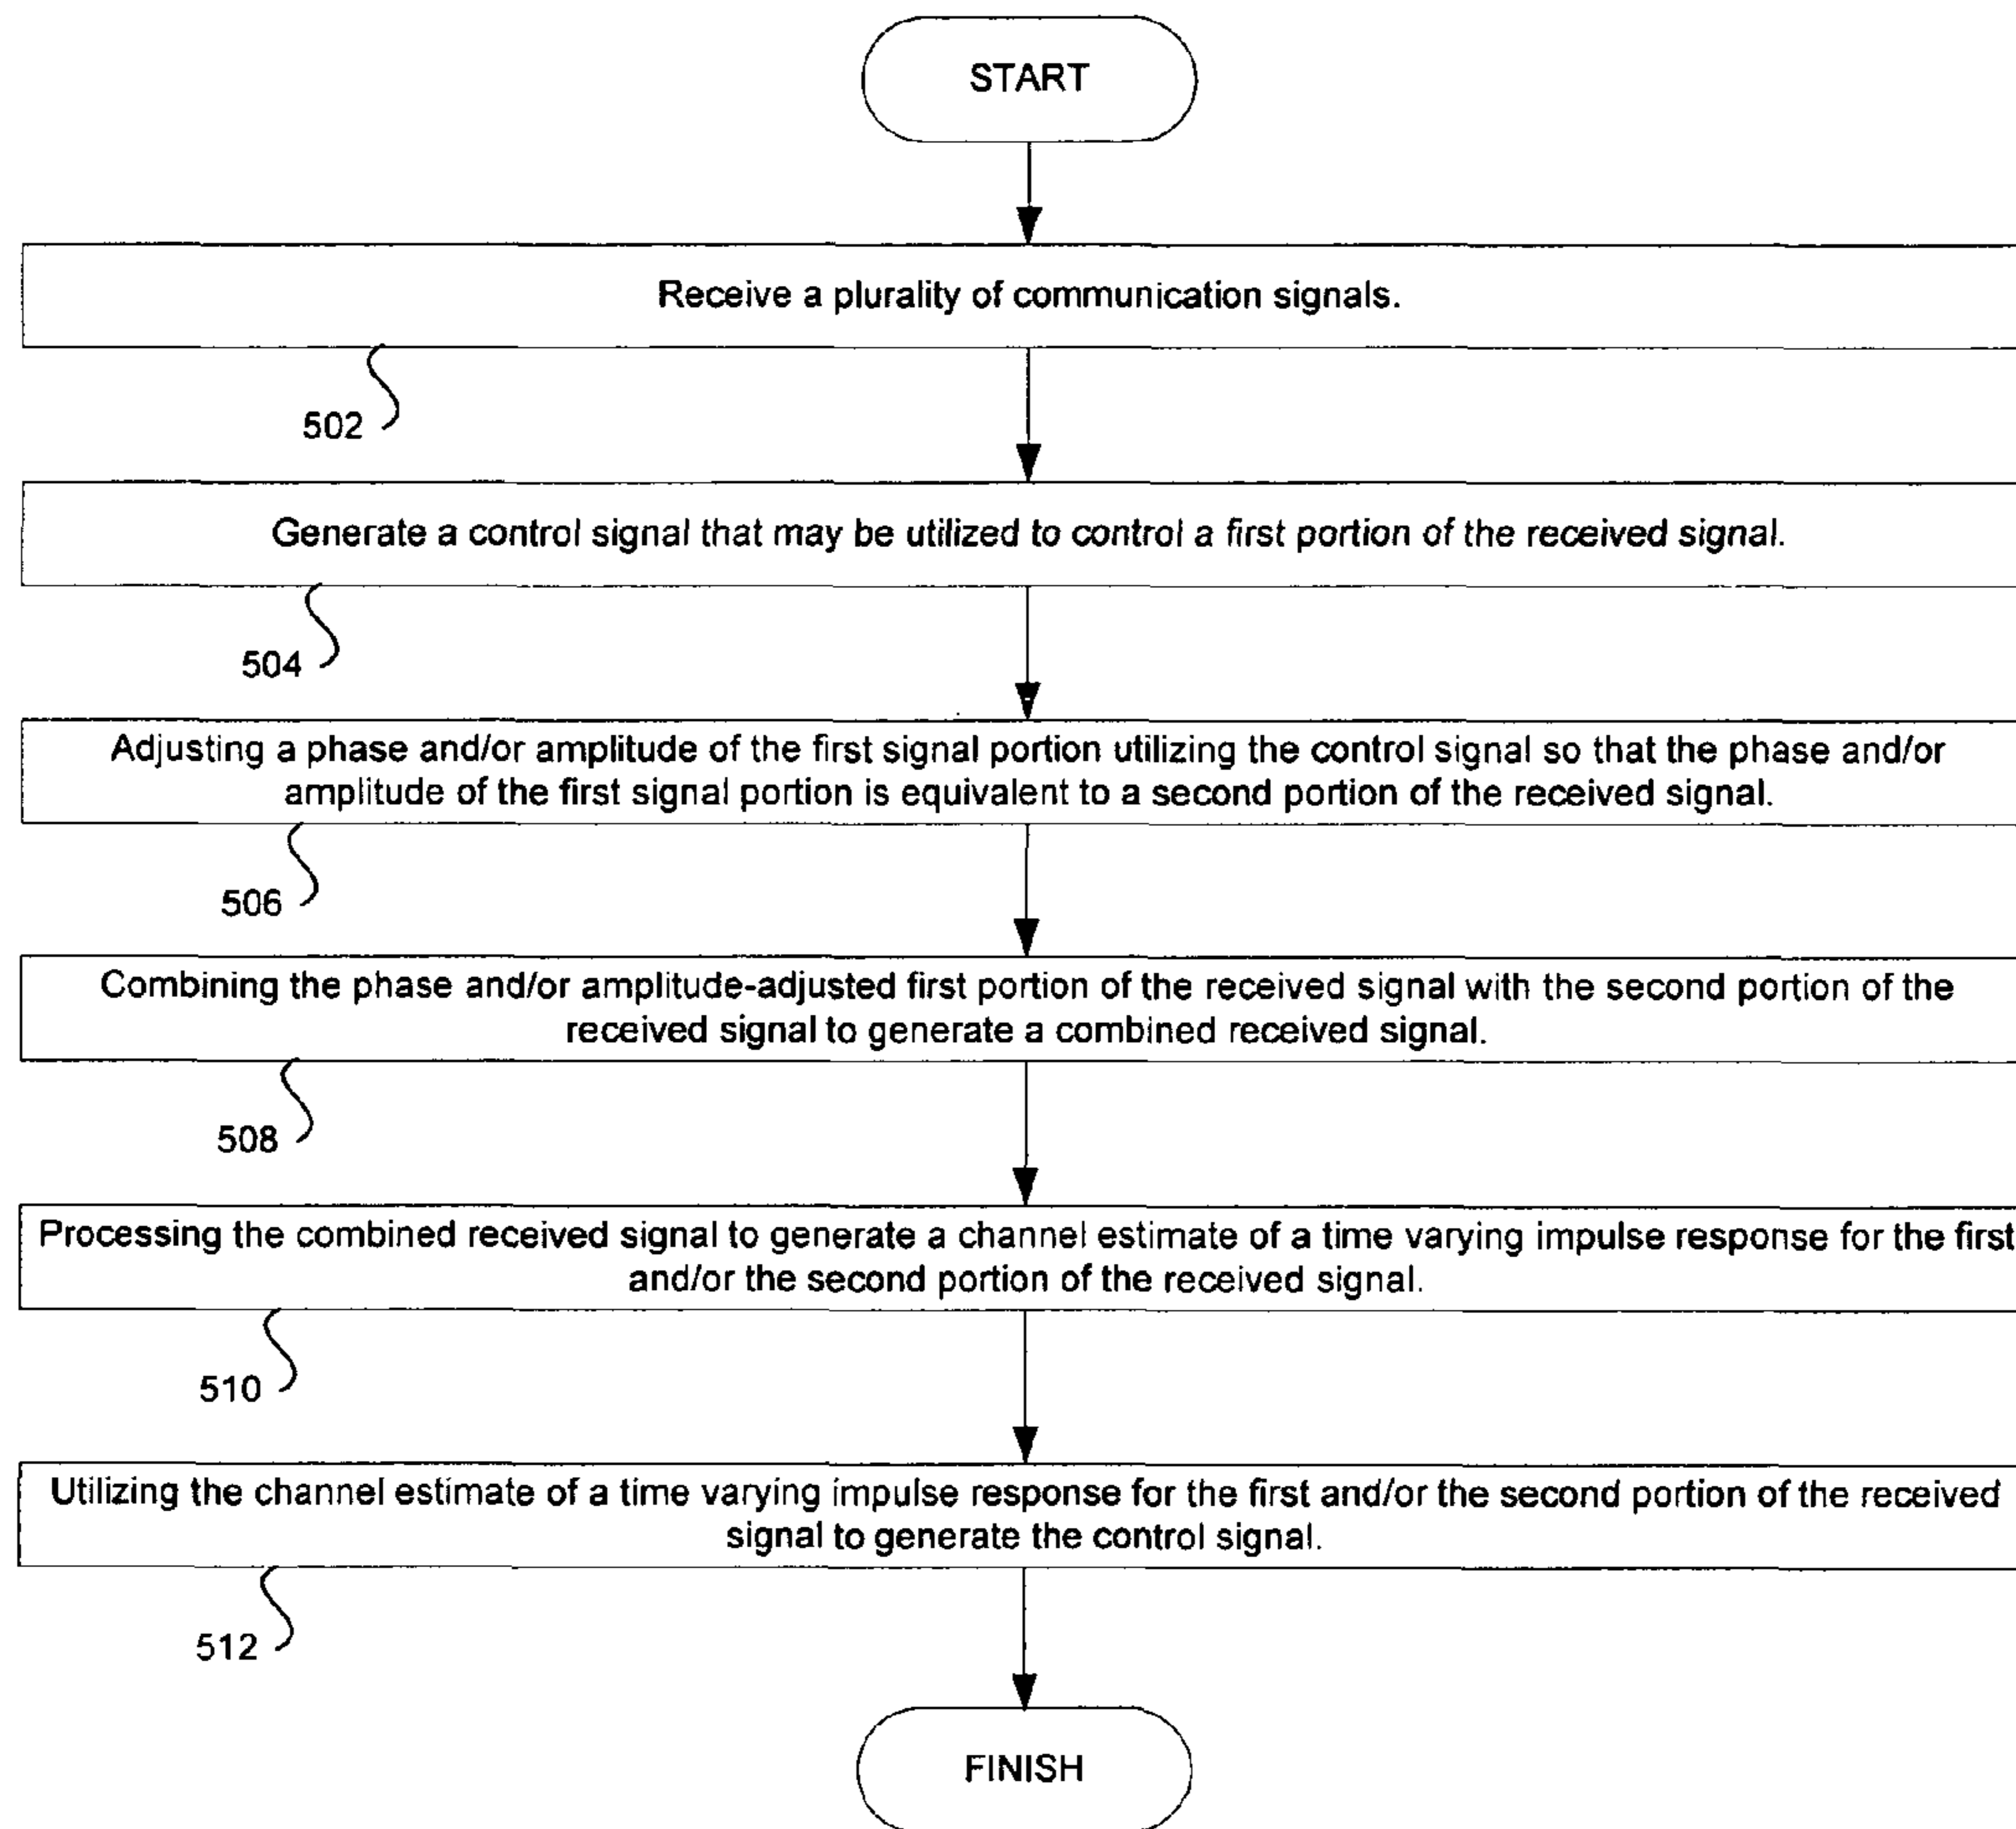 START
Receive a plurality of communication signals.
502
Generate a control signal that may be utilized to control a first portion of the received signal.
504
Adjusting a phase and/or amplitude of the first signal portion utilizing the control signal so that the phase and/or
amplitude of the first signal portion is equivalent to a second portion of the received signal.
506
Combining the phase and/or amplitude-adjusted first portion of the received signal with the second portion of the
received signal to generate a combined received signal.
508
Processing the combined received signal to generate a channel estimate of a time varying impulse response for the first
and/or the second portion of the received signal.
510
Utilizing the channel estimate of a time varying impulse response for the first and/or the second portion of the received
signal to generate the control signal.
512
FINISH